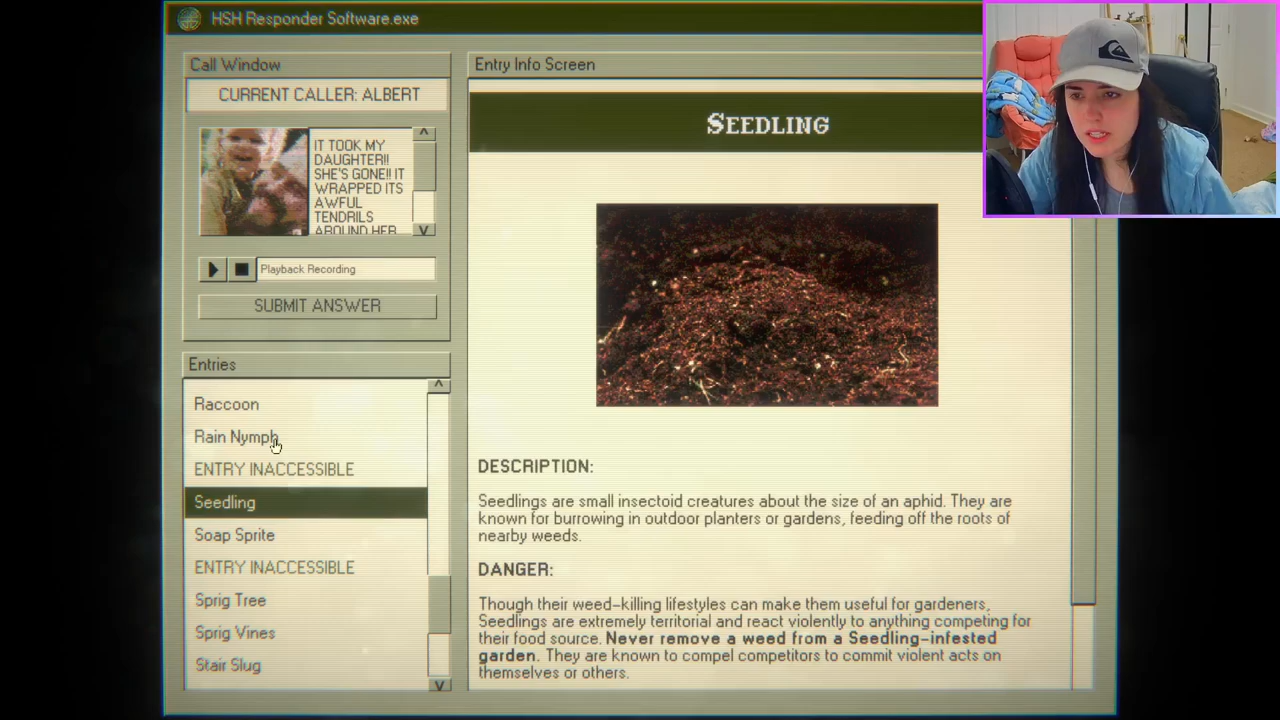 HSH Responder Software.exe
Call Window
CURRENT CALLER: ALBERT
IT TOOK MY
DAUGHTER!!
SHE'S GONE!! IT
WRAPPED ITS
AWFUL
TENDRILS
AROUND HER
Playback Recording
SUBMIT ANSWER
Entries
Raccoon
Rain Nymph
ENTRY INACCESSIBLE
Seedling
Soap Sprite
ENTRY INACCESSIBLE
Sprig Tree
Sprig Vines
Stair Slug
Entry Info Screen
SEEDLING
DESCRIPTION:
Seedlings are small insectoid creatures about the size of an aphid. They are
known for burrowing in outdoor planters or gardens, feeding off the roots of
nearby weeds.
DANGER:
Though their weed-killing lifestyles can make them useful for gardeners,
Seedlings are extremely territorial and react violently to anything competing for
their food source. Never remove a weed from a Seedling-infested
garden. They are known to compel competitors to commit violent acts on
themselves or others.